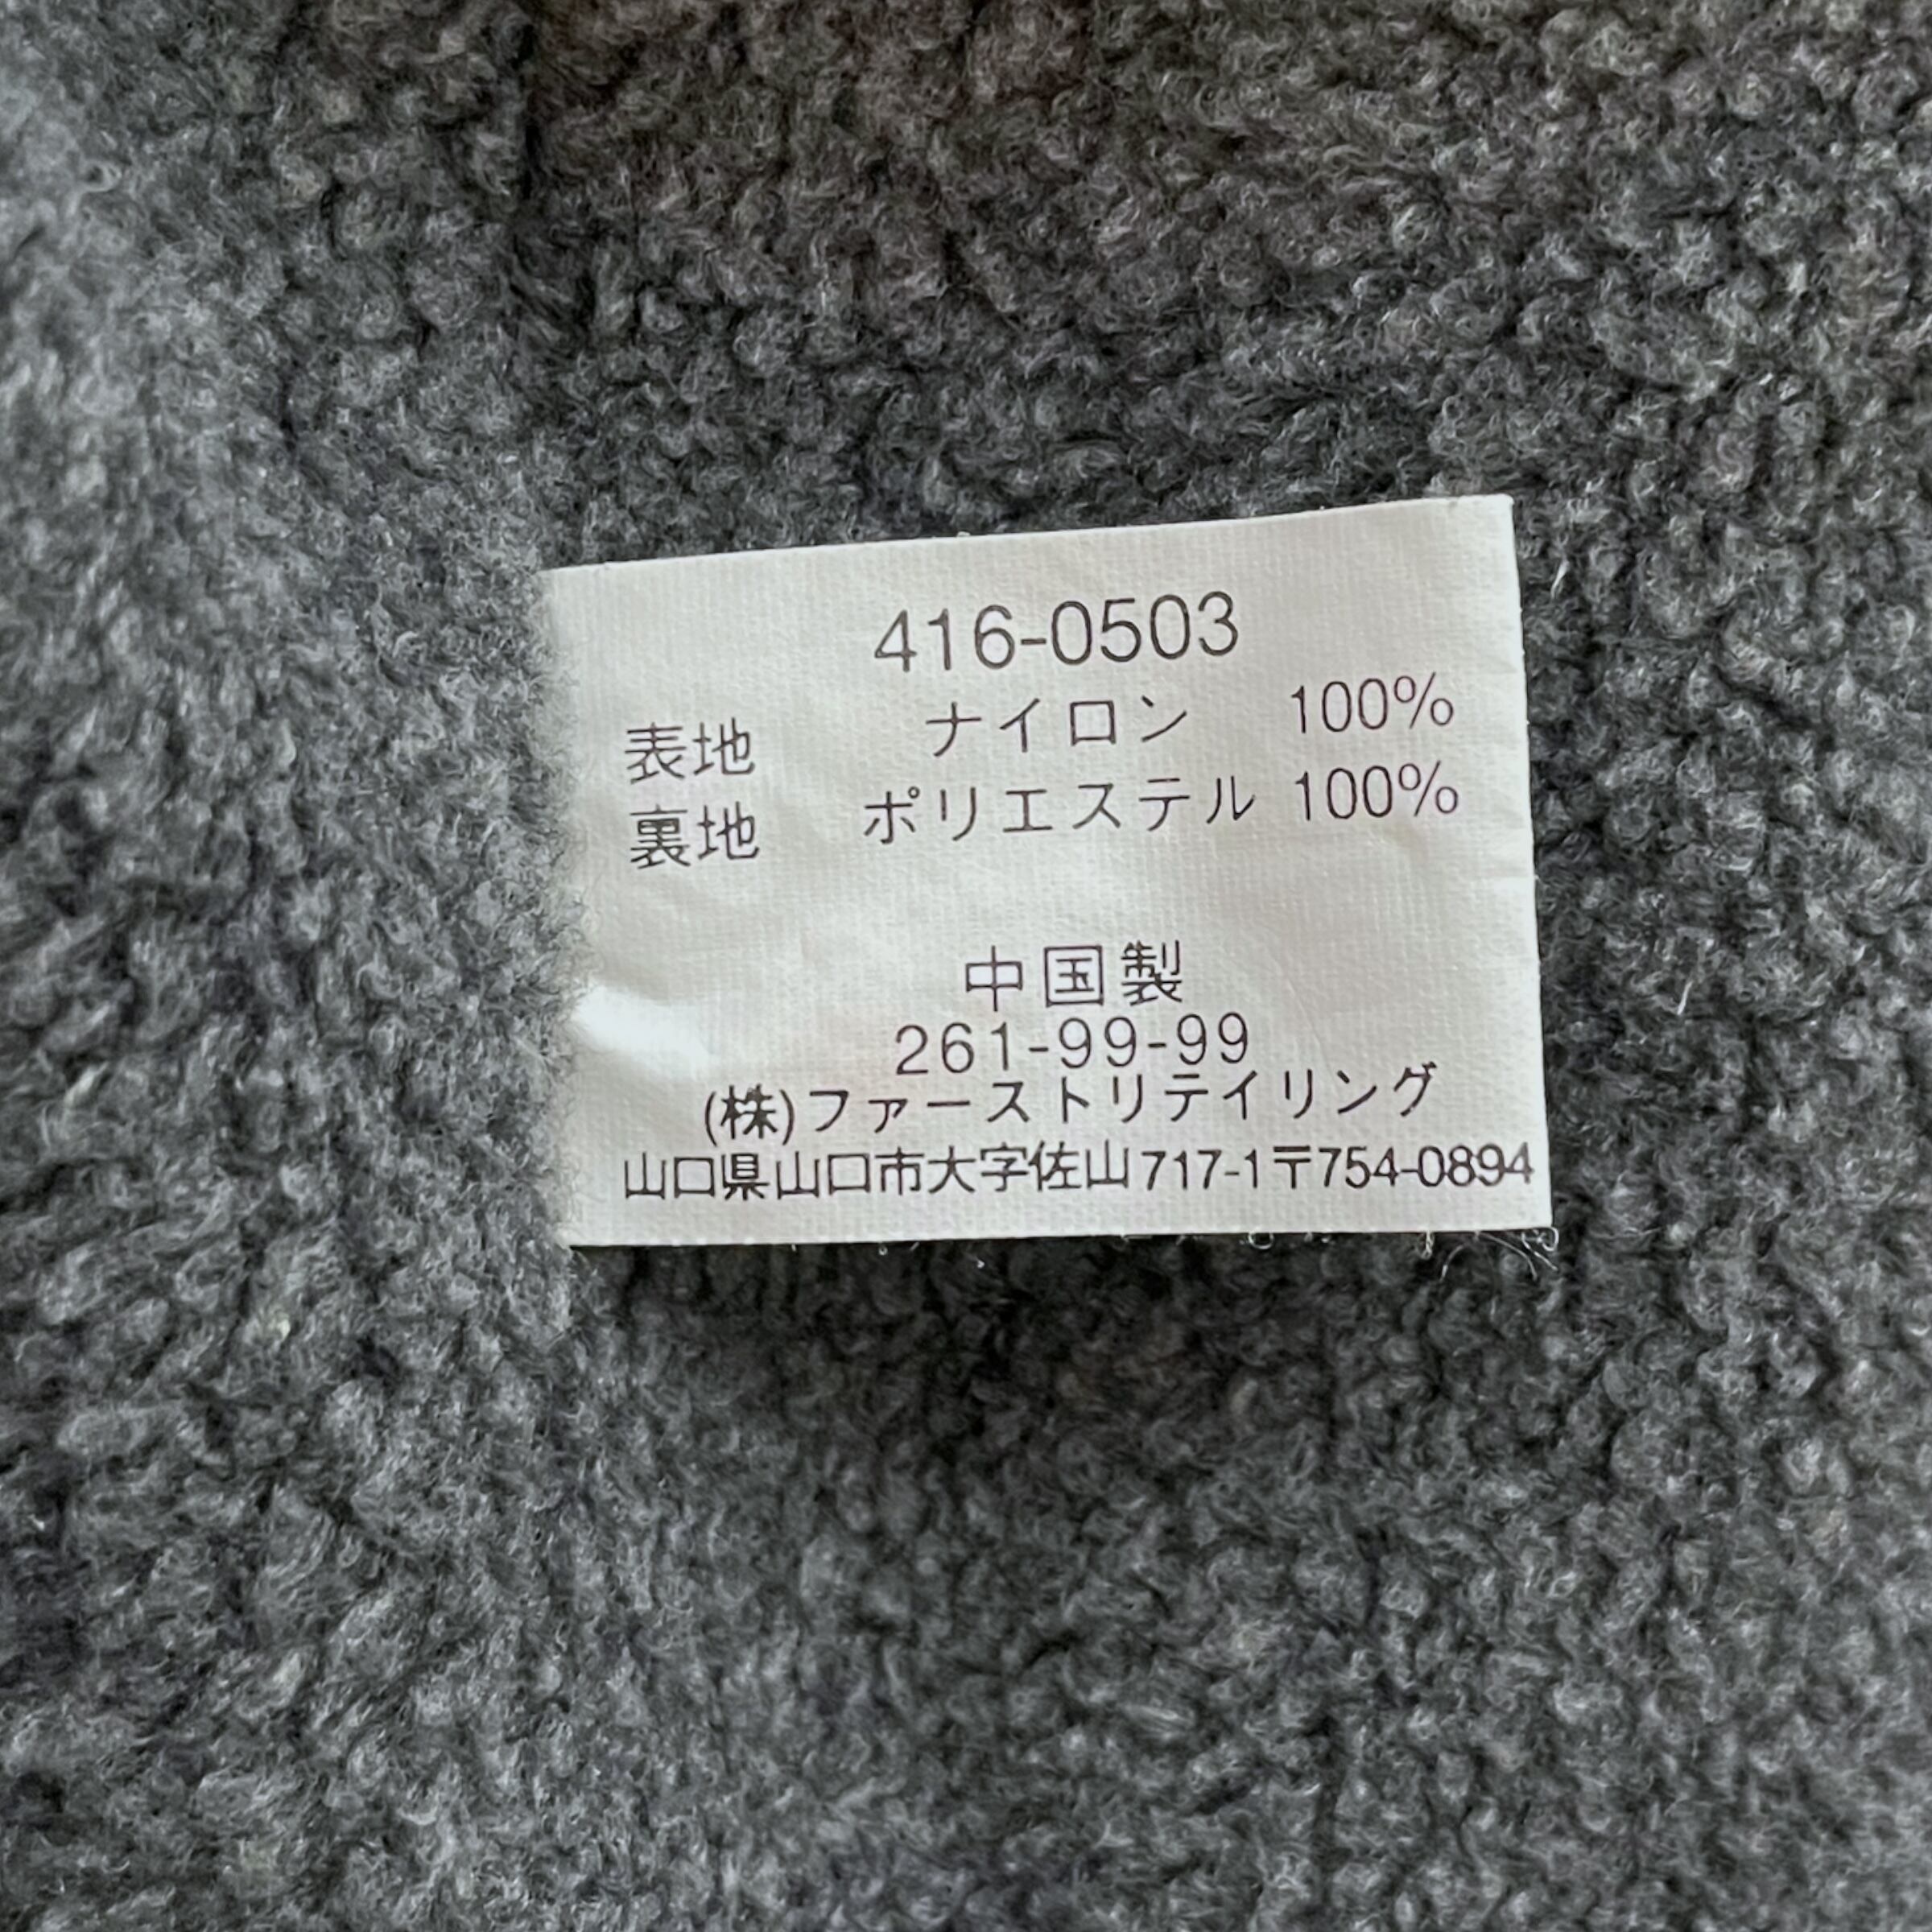 416-0503
表地 ナイロン 100%
裏地 ポリエステル 100%
中国製
261-99-99
(株)ファーストリテイリング
山口県山口市大字佐山717-1〒754-0894